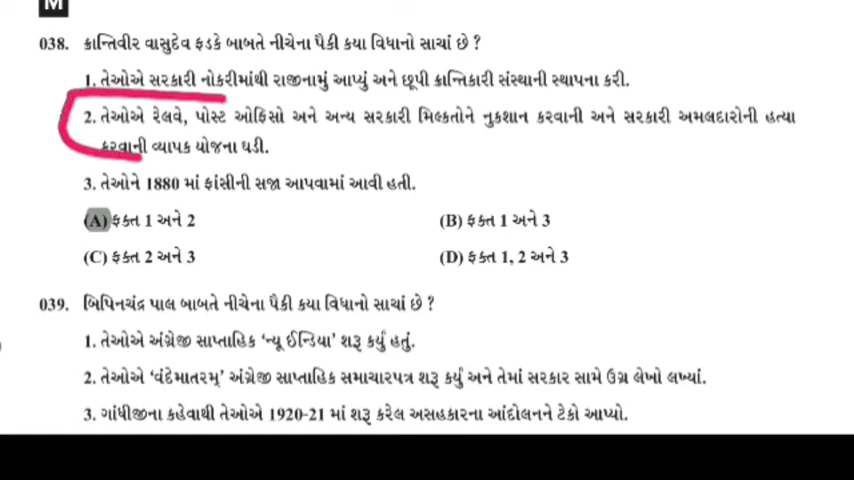 M
038. ક્રાન્તિવીર વાસુદેવ ફડકે બાબતે નીચેના પૈકી કયા વિધાનો સાચાં છે ?
1. તેઓએ સરકારી નોકરીમાંથી રાજીનામું આપ્યું અને છૂપી ક્રાન્તિકારી સંસ્થાની સ્થાપના કરી.
2. તેઓએ રેલવે, પોસ્ટ ઓફિસો અને અન્ય સરકારી મિલ્કતોને નુકશાન કરવાની અને સરકારી અમલદારોની હત્યા
કરવાની વ્યાપક યોજના ઘડી.
3. તેઓને 1880 માં ફાંસીની સજા આપવામાં આવી હતી.
(A) ફક્ત 1 અને 2 (B) ફક્ત 1 અને 3
(C) ફક્ત 2 અને 3 (D) ફક્ત 1, 2 અને 3
039. બિપિનચંદ્ર પાલ બાબતે નીચેના પૈકી કયા વિધાનો સાચાં છે ?
1. તેઓએ અંગ્રેજી સાપ્તાહિક ‘ન્યૂ ઈન્ડિયા’ શરૂ કર્યું હતું.
2. તેઓએ ‘વંદેમાતરમ્’ અંગ્રેજી સાપ્તાહિક સમાચારપત્ર શરૂ કર્યું અને તેમાં સરકાર સામે ઉગ્ર લેખો લખ્યાં.
3. ગાંધીજીના કહેવાથી તેઓએ 1920-21 માં શરૂ કરેલ અસહકારના આંદોલનને ટેકો આપ્યો.